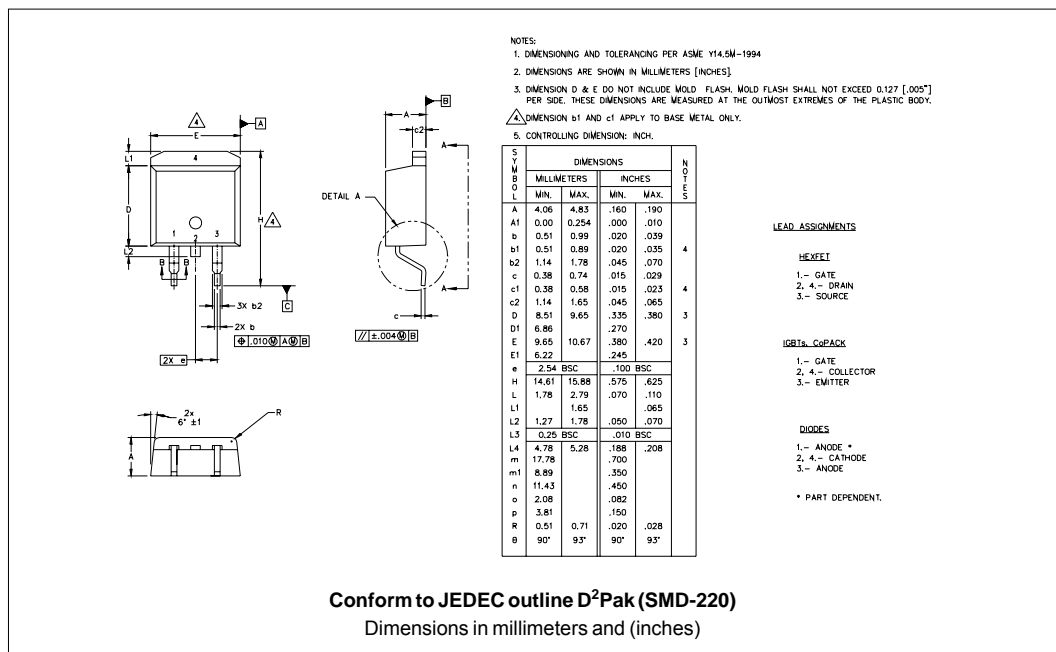 NOTES:
1. DIMENSIONING AND TOLERANCING PER ASME Y14.5M-1994
2. DIMENSIONS ARE SHOWN IN MILLIMETERS [INCHES].
3. DIMENSION D & E DO NOT INCLUDE MOLD FLASH. MOLD FLASH SHALL NOT EXCEED 0.127 [.005"]
PER SIDE. THESE DIMENSIONS ARE MEASURED AT THE OUTMOST EXTREMES OF THE PLASTIC BODY.
4. DIMENSION b1 AND c1 APPLY TO BASE METAL ONLY.
5. CONTROLLING DIMENSION: INCH.
4
E
A
L1
4
D
H
4
1
2
3
L2
B
B
C
3X b2
2X b
⌖ .010 Ⓜ A Ⓜ B
2X e
A
B
c2
A
DETAIL A
A
c
// ±.004 Ⓜ B
2x
6° ±1
R
A
SYMBOL DIMENSIONS NOTES
MILLIMETERS INCHES
MIN. MAX. MIN. MAX.
A 4.06 4.83 .160 .190
A1 0.00 0.254 .000 .010
b 0.51 0.99 .020 .039
b1 0.51 0.89 .020 .035 4
b2 1.14 1.78 .045 .070
c 0.38 0.74 .015 .029
c1 0.38 0.58 .015 .023 4
c2 1.14 1.65 .045 .065
D 8.51 9.65 .335 .380 3
D1 6.86 .270
E 9.65 10.67 .380 .420 3
E1 6.22 .245
e 2.54 BSC .100 BSC
H 14.61 15.88 .575 .625
L 1.78 2.79 .070 .110
L1 1.65 .065
L2 1.27 1.78 .050 .070
L3 0.25 BSC .010 BSC
L4 4.78 5.28 .188 .208
m 17.78 .700
m1 8.89 .350
n 11.43 .450
o 2.08 .082
p 3.81 .150
R 0.51 0.71 .020 .028
θ 90° 93° 90° 93°
LEAD ASSIGNMENTS
HEXFET
1.- GATE
2, 4.- DRAIN
3.- SOURCE
IGBTs, CoPACK
1.- GATE
2, 4.- COLLECTOR
3.- EMITTER
DIODES
1.- ANODE *
2, 4.- CATHODE
3.- ANODE
* PART DEPENDENT.
Conform to JEDEC outline D²Pak (SMD-220)
Dimensions in millimeters and (inches)